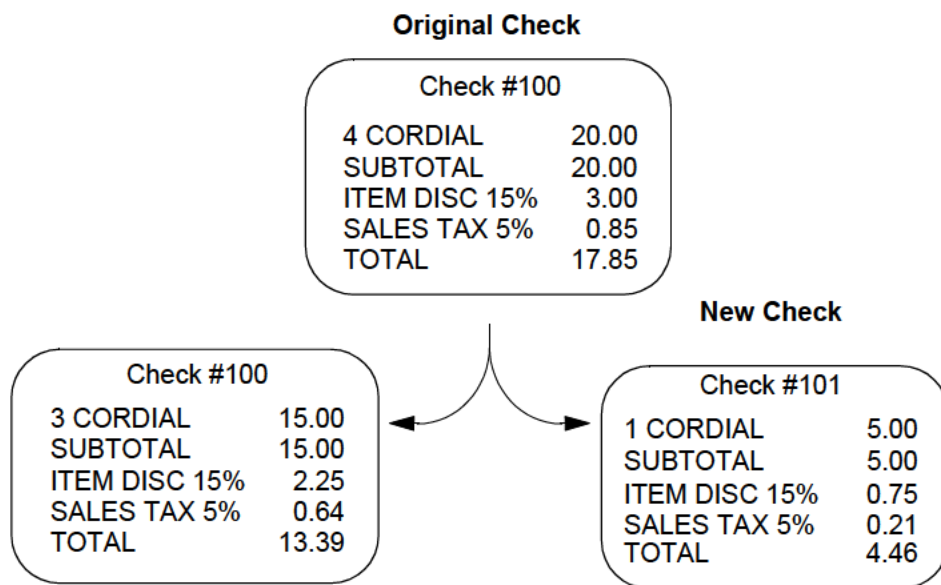 Original Check
Check #100
4 CORDIAL 20.00
SUBTOTAL 20.00
ITEM DISC 15% 3.00
SALES TAX 5% 0.85
TOTAL 17.85
Check #100
3 CORDIAL 15.00
SUBTOTAL 15.00
ITEM DISC 15% 2.25
SALES TAX 5% 0.64
TOTAL 13.39
New Check
Check #101
1 CORDIAL 5.00
SUBTOTAL 5.00
ITEM DISC 15% 0.75
SALES TAX 5% 0.21
TOTAL 4.46